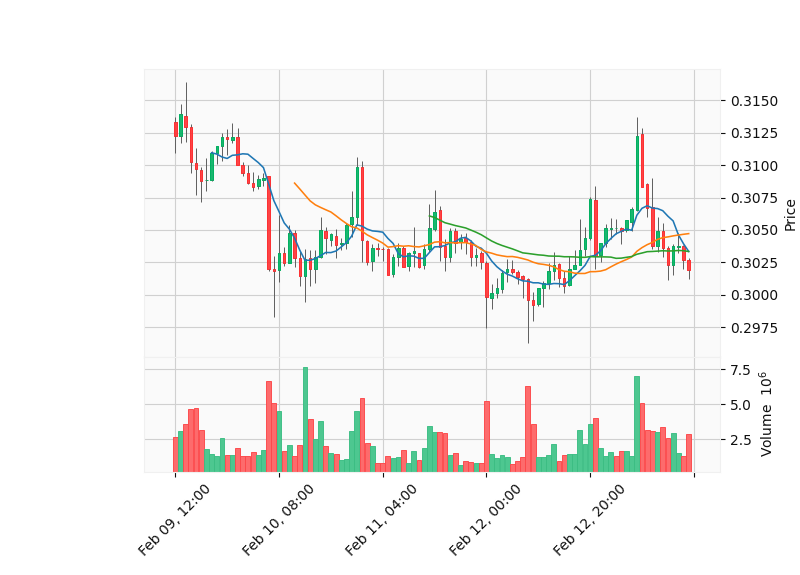 0.3150
0.3125
0.3100
0.3075
0.3050
0.3025
0.3000
0.2975
Price
7.5
5.0
2.5
Volume 10^6
Feb 09, 12:00
Feb 10, 08:00
Feb 11, 04:00
Feb 12, 00:00
Feb 12, 20:00